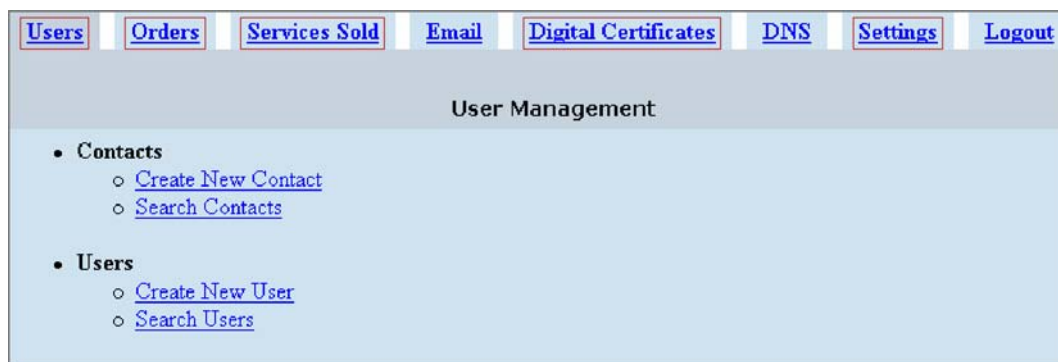 Users Orders Services Sold Email Digital Certificates DNS Settings Logout
User Management
• Contacts
o Create New Contact
o Search Contacts
• Users
o Create New User
o Search Users